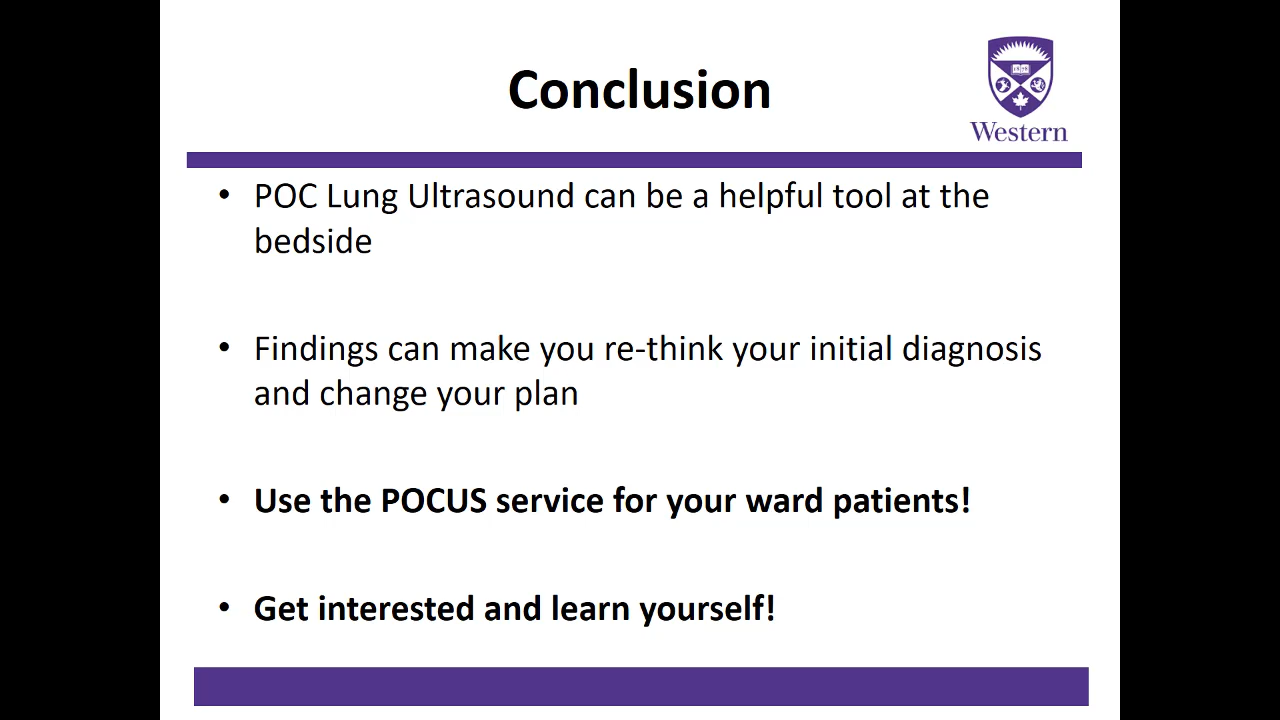 Conclusion
Western
• POC Lung Ultrasound can be a helpful tool at the
bedside
• Findings can make you re-think your initial diagnosis
and change your plan
• Use the POCUS service for your ward patients!
• Get interested and learn yourself!